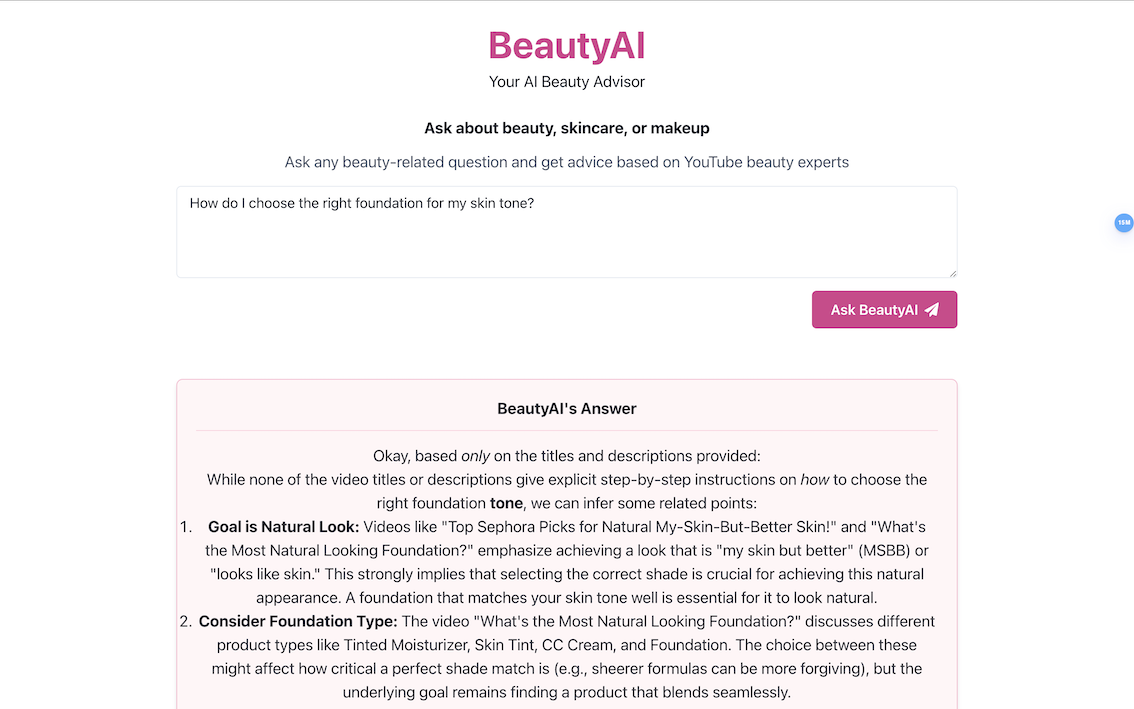 BeautyAI
Your AI Beauty Advisor
Ask about beauty, skincare, or makeup
Ask any beauty-related question and get advice based on YouTube beauty experts
How do I choose the right foundation for my skin tone?
15M
Ask BeautyAI
BeautyAI's Answer
Okay, based only on the titles and descriptions provided:
While none of the video titles or descriptions give explicit step-by-step instructions on how to choose the
right foundation tone, we can infer some related points:
1. Goal is Natural Look: Videos like "Top Sephora Picks for Natural My-Skin-But-Better Skin!" and "What's
the Most Natural Looking Foundation?" emphasize achieving a look that is "my skin but better" (MSBB) or
"looks like skin." This strongly implies that selecting the correct shade is crucial for achieving this natural
appearance. A foundation that matches your skin tone well is essential for it to look natural.
2. Consider Foundation Type: The video "What's the Most Natural Looking Foundation?" discusses different
product types like Tinted Moisturizer, Skin Tint, CC Cream, and Foundation. The choice between these
might affect how critical a perfect shade match is (e.g., sheerer formulas can be more forgiving), but the
underlying goal remains finding a product that blends seamlessly.